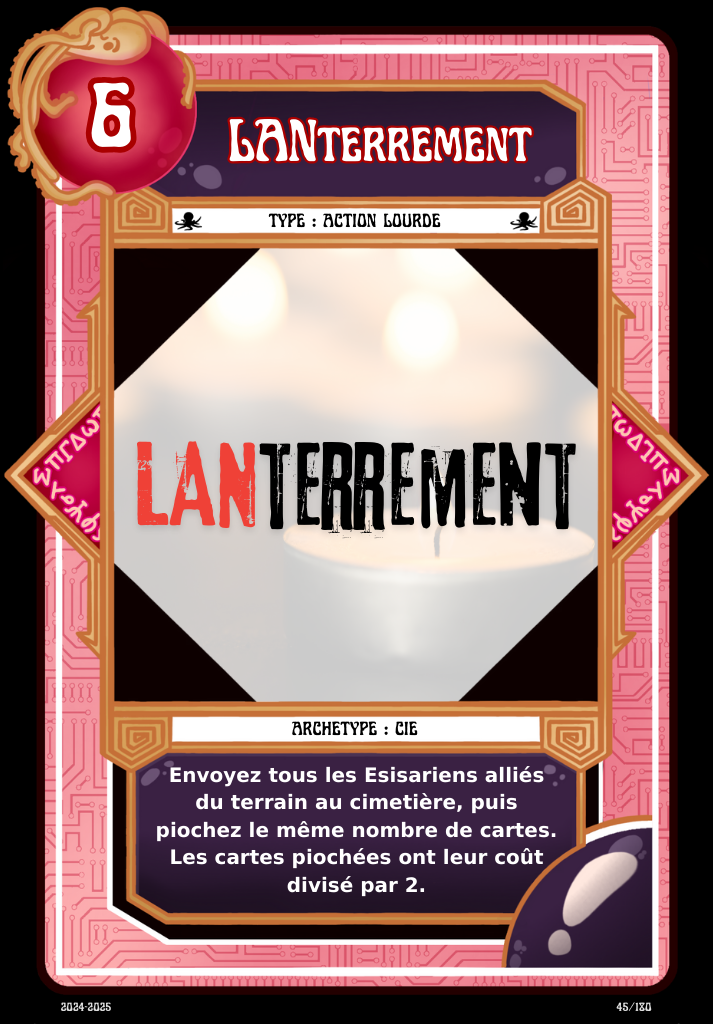 6
LANTERREMENT
TYPE : ACTION LOURDE
LANTERREMENT
ARCHETYPE : CIE
Envoyez tous les Esisariens alliés
du terrain au cimetière, puis
piochez le même nombre de cartes.
Les cartes piochées ont leur coût
divisé par 2.
2024-2025
45/180